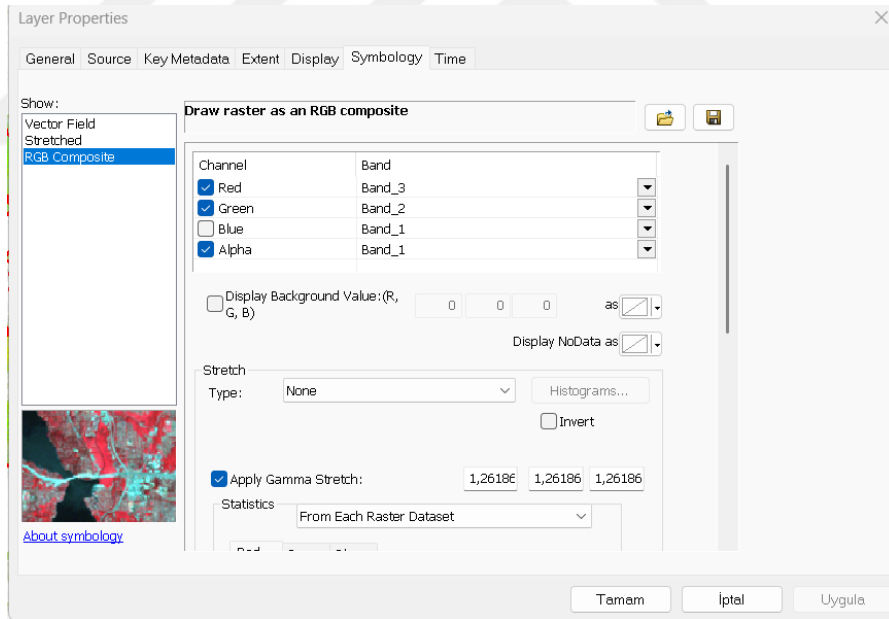 Layer Properties
General Source Key Metadata Extent Display Symbology Time
Show:
Vector Field
Stretched
RGB Composite
About symbology
Draw raster as an RGB composite
Channel Band
Red Band_3
Green Band_2
Blue Band_1
Alpha Band_1
Display Background Value:(R, G, B) 0 0 0 as
Display NoData as
Stretch
Type: None Histograms...
Invert
Apply Gamma Stretch: 1,26186 1,26186 1,26186
Statistics
From Each Raster Dataset
Tamam İptal Uygula